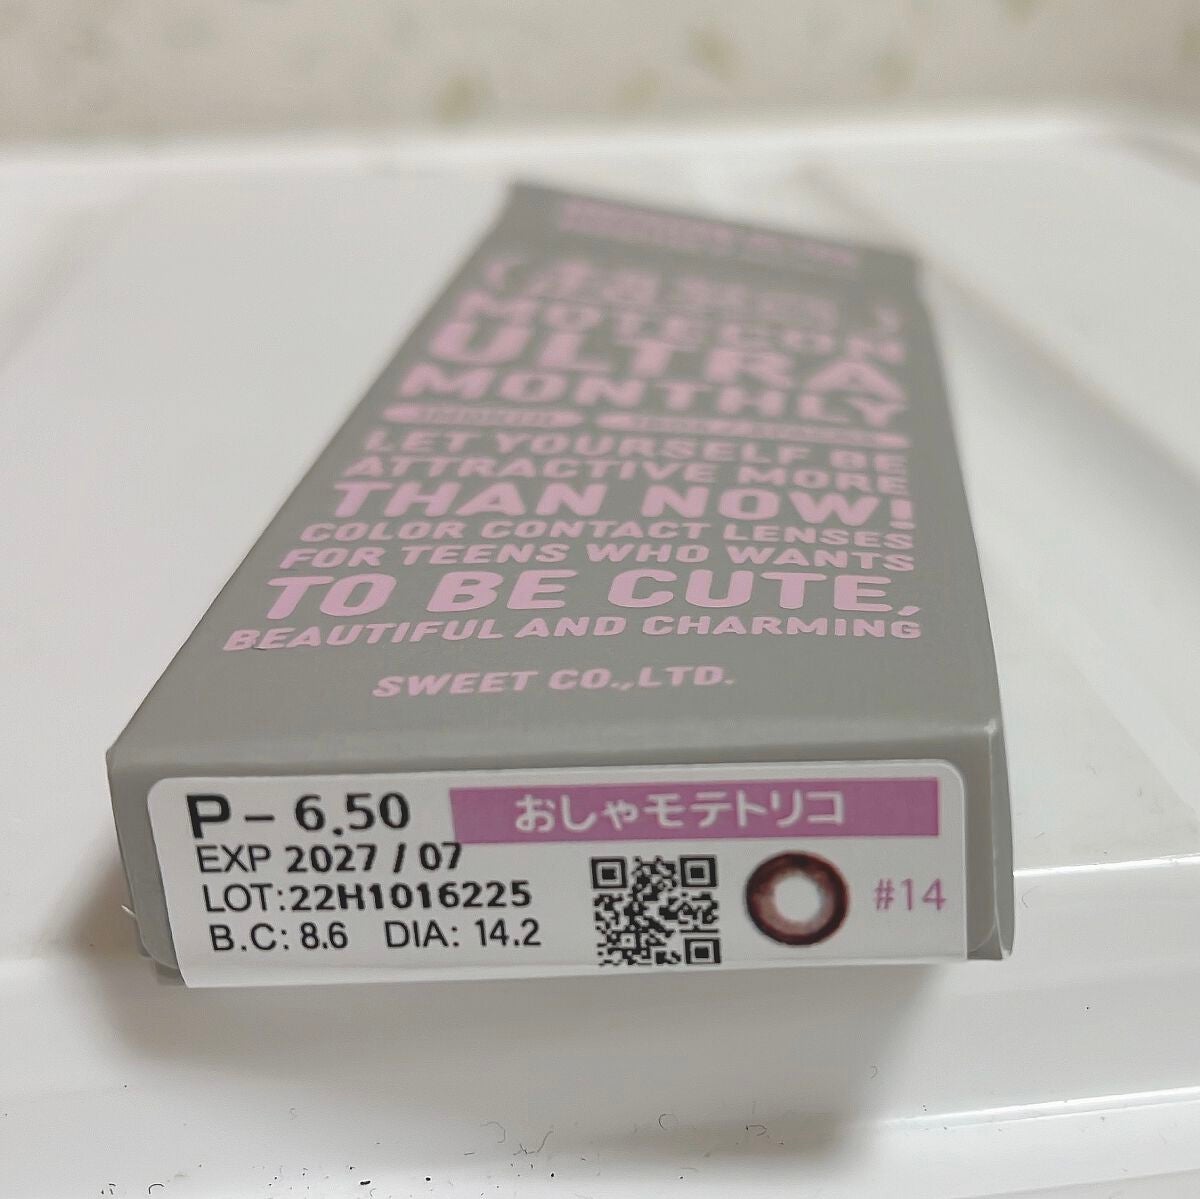 MOTECON
ULTRA
MONTHLY
LET YOURSELF BE
ATTRACTIVE MORE
THAN NOW!
COLOR CONTACT LENSES
FOR TEENS WHO WANTS
TO BE CUTE,
BEAUTIFUL AND CHARMING
SWEET CO.,LTD.
P - 6.50
おしゃモテトリコ
EXP 2027 / 07
LOT:22H1016225
B.C: 8.6 DIA: 14.2
#14